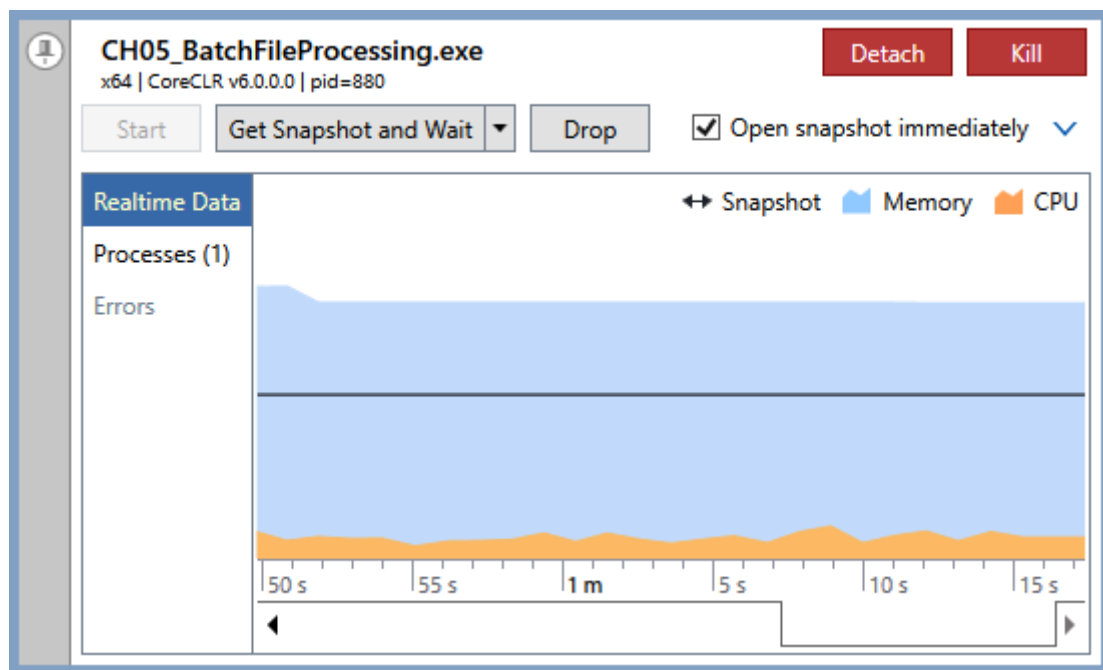 CH05_BatchFileProcessing.exe
x64 | CoreCLR v6.0.0.0 | pid=880
Detach
Kill
Start
Get Snapshot and Wait
Drop
Open snapshot immediately
Realtime Data
Processes (1)
Errors
Snapshot
Memory
CPU
50 s
55 s
1 m
5 s
10 s
15 s